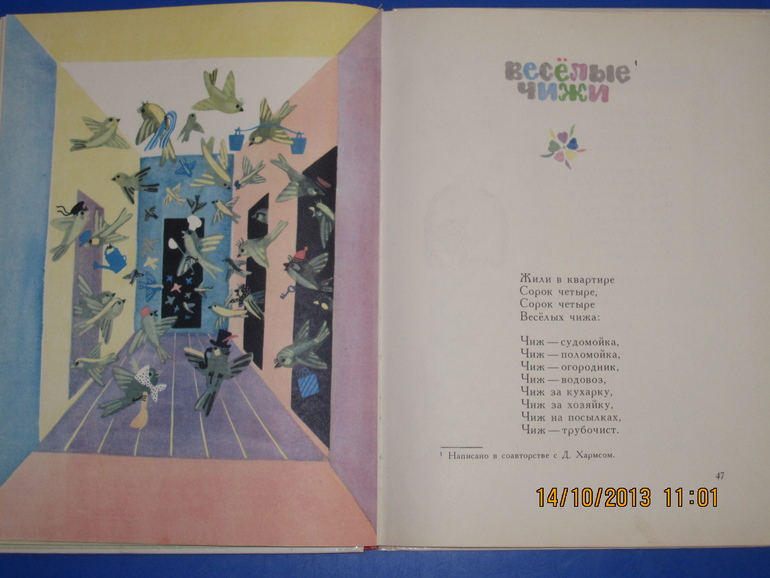 весёлые¹
чижи
Жили в квартире
Сорок четыре,
Сорок четыре
Весёлых чижа:
Чиж — судомойка,
Чиж — поломойка,
Чиж — огородник,
Чиж — водовоз,
Чиж за кухарку,
Чиж за хозяйку,
Чиж на посылках,
Чиж — трубочист.
¹ Написано в соавторстве с Д. Хармсом.
47
14/10/2013 11:01